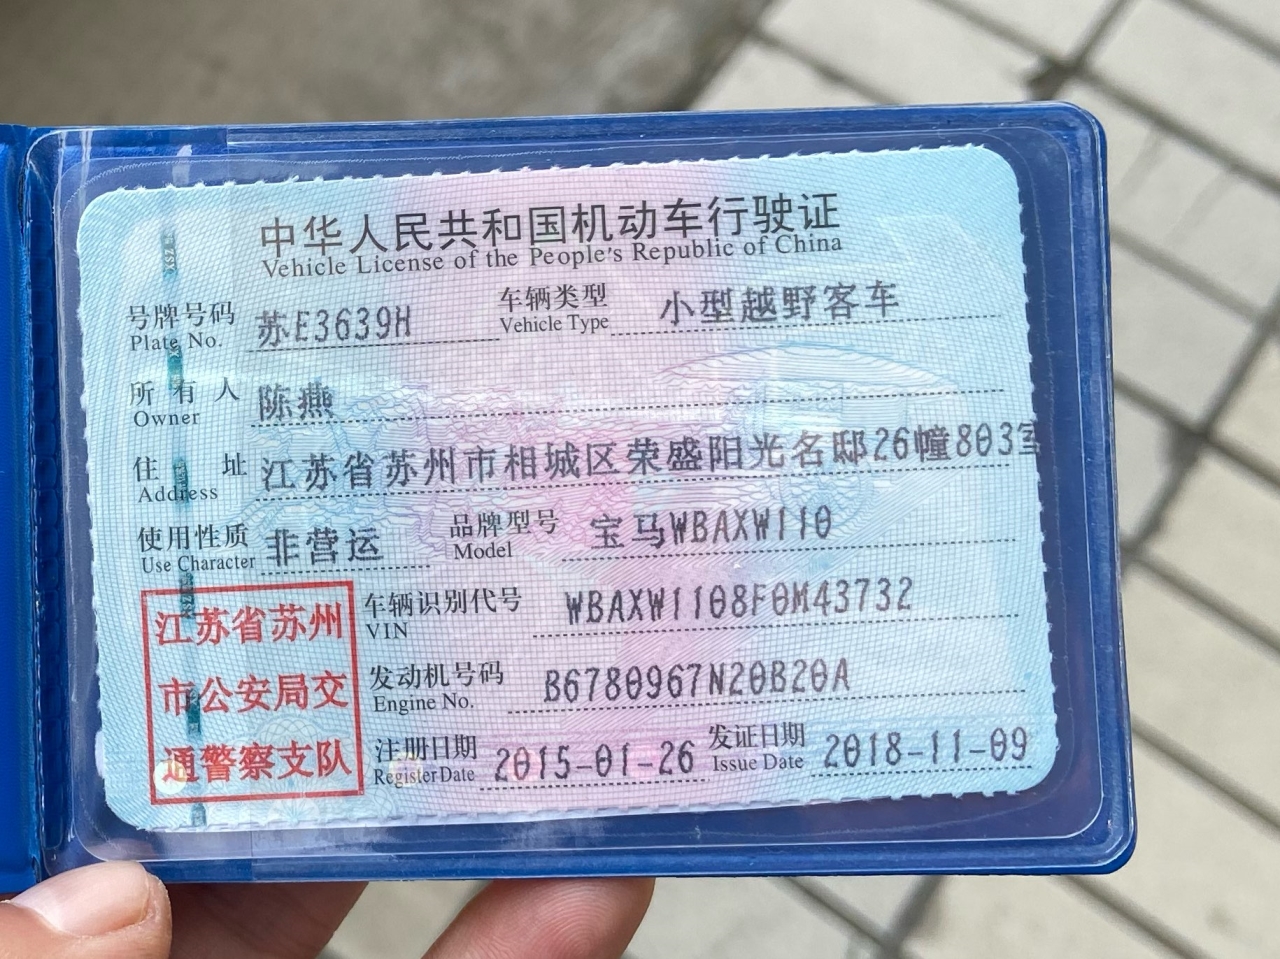 中华人民共和国机动车行驶证
Vehicle License of the People's Republic of China
号牌号码 苏E3639H 车辆类型 小型越野客车
Plate No. Vehicle Type
所有人 陈燕
Owner
住址 江苏省苏州市相城区荣盛阳光名邸26幢803室
Address
使用性质 非营运 品牌型号 宝马WBAXW110
Use Character Model
车辆识别代号 WBAXW1108F0M43732
VIN
发动机号码 B6780967N20B20A
Engine No.
注册日期 2015-01-26 发证日期 2018-11-09
Register Date Issue Date
江苏省苏州
市公安局交
通警察支队